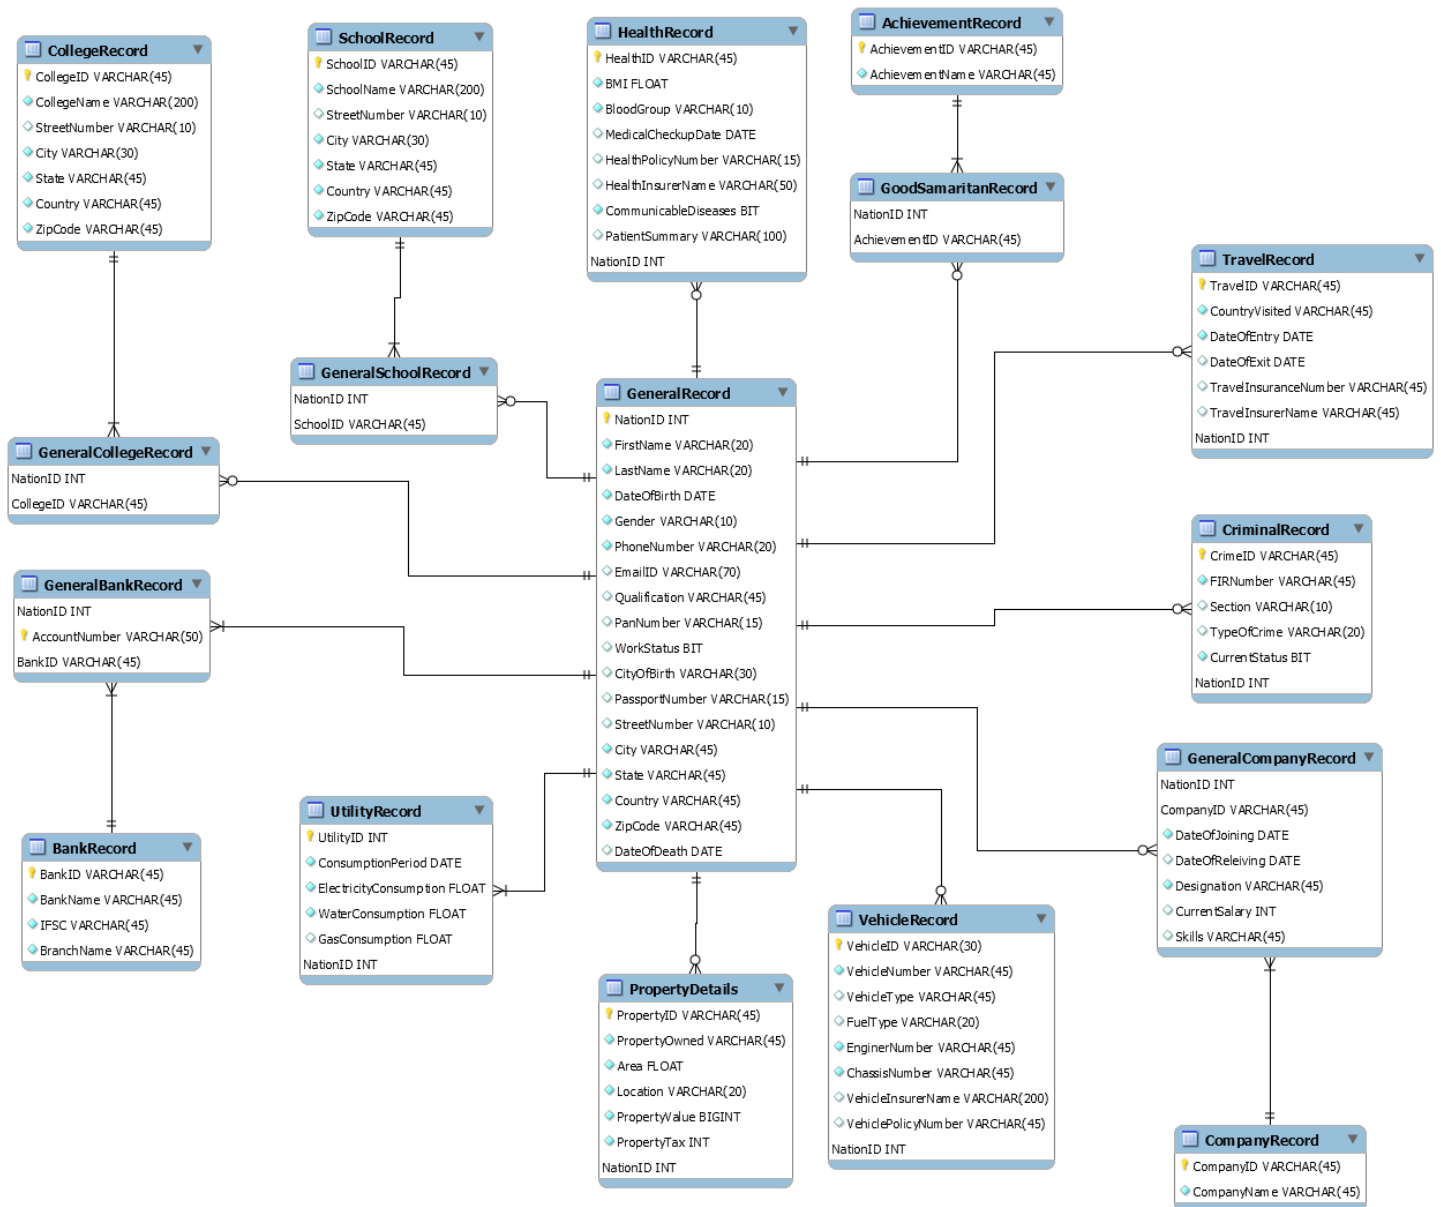 CollegeRecord
CollegeID VARCHAR(45)
CollegeName VARCHAR(200)
StreetNumber VARCHAR(10)
City VARCHAR(30)
State VARCHAR(45)
Country VARCHAR(45)
ZipCode VARCHAR(45)
SchoolRecord
SchoolID VARCHAR(45)
SchoolName VARCHAR(200)
StreetNumber VARCHAR(10)
City VARCHAR(30)
State VARCHAR(45)
Country VARCHAR(45)
ZipCode VARCHAR(45)
HealthRecord
HealthID VARCHAR(45)
BMI FLOAT
BloodGroup VARCHAR(10)
MedicalCheckupDate DATE
HealthPolicyNumber VARCHAR(15)
HealthInsurerName VARCHAR(50)
CommunicableDiseases BIT
PatientSummary VARCHAR(100)
NationID INT
AchievementRecord
AchievementID VARCHAR(45)
AchievementName VARCHAR(45)
GoodSamaritanRecord
NationID INT
AchievementID VARCHAR(45)
TravelRecord
TravelID VARCHAR(45)
CountryVisited VARCHAR(45)
DateOfEntry DATE
DateOfExit DATE
TravelInsuranceNumber VARCHAR(45)
TravelInsurerName VARCHAR(45)
NationID INT
GeneralSchoolRecord
NationID INT
SchoolID VARCHAR(45)
GeneralCollegeRecord
NationID INT
CollegeID VARCHAR(45)
GeneralRecord
NationID INT
FirstName VARCHAR(20)
LastName VARCHAR(20)
DateOfBirth DATE
Gender VARCHAR(10)
PhoneNumber VARCHAR(20)
EmailID VARCHAR(70)
Qualification VARCHAR(45)
PanNumber VARCHAR(15)
WorkStatus BIT
CityOfBirth VARCHAR(30)
PassportNumber VARCHAR(15)
StreetNumber VARCHAR(10)
City VARCHAR(45)
State VARCHAR(45)
Country VARCHAR(45)
ZipCode VARCHAR(45)
DateOfDeath DATE
CriminalRecord
CrimeID VARCHAR(45)
FIRNumber VARCHAR(45)
Section VARCHAR(10)
TypeOfCrime VARCHAR(20)
CurrentStatus BIT
NationID INT
GeneralBankRecord
NationID INT
AccountNumber VARCHAR(50)
BankID VARCHAR(45)
BankRecord
BankID VARCHAR(45)
BankName VARCHAR(45)
IFSC VARCHAR(45)
BranchName VARCHAR(45)
UtilityRecord
UtilityID INT
ConsumptionPeriod DATE
ElectricityConsumption FLOAT
WaterConsumption FLOAT
GasConsumption FLOAT
NationID INT
GeneralCompanyRecord
NationID INT
CompanyID VARCHAR(45)
DateOfJoining DATE
DateOfReleiving DATE
Designation VARCHAR(45)
CurrentSalary INT
Skills VARCHAR(45)
PropertyDetails
PropertyID VARCHAR(45)
PropertyOwned VARCHAR(45)
Area FLOAT
Location VARCHAR(20)
PropertyValue BIGINT
PropertyTax INT
NationID INT
VehicleRecord
VehicleID VARCHAR(30)
VehicleNumber VARCHAR(45)
VehicleType VARCHAR(45)
FuelType VARCHAR(20)
EnginerNumber VARCHAR(45)
ChassisNumber VARCHAR(45)
VehicleInsurerName VARCHAR(200)
VehiclePolicyNumber VARCHAR(45)
NationID INT
CompanyRecord
CompanyID VARCHAR(45)
CompanyName VARCHAR(45)